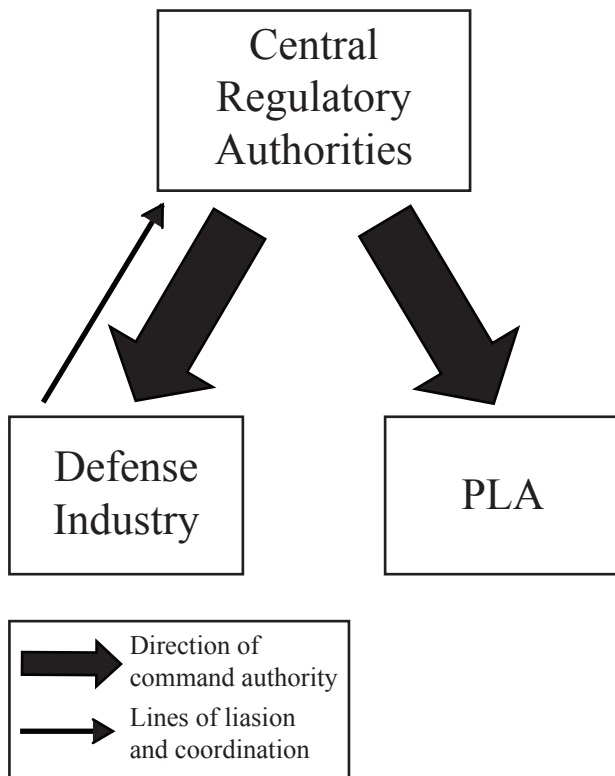 Central
Regulatory
Authorities
Defense
Industry
PLA
Direction of
command authority
Lines of liasion
and coordination